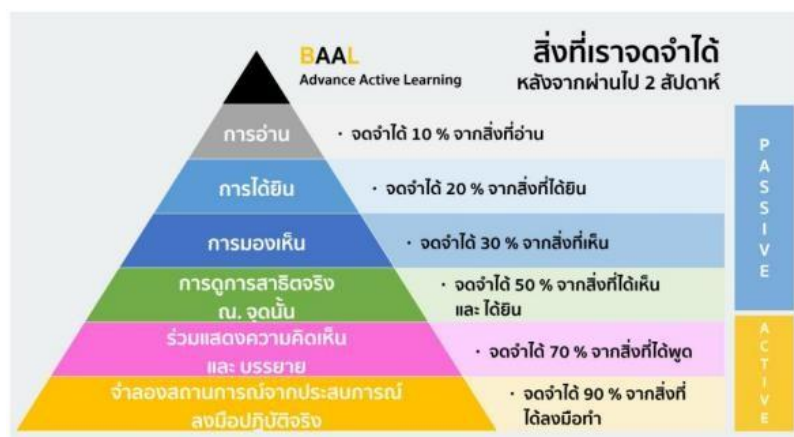 BAAL
Advance Active Learning
สิ่งที่เราจดจำได้
หลังจากผ่านไป 2 สัปดาห์
การอ่าน
· จดจำได้ 10 % จากสิ่งที่อ่าน
การได้ยิน
· จดจำได้ 20 % จากสิ่งที่ได้ยิน
การมองเห็น
· จดจำได้ 30 % จากสิ่งที่เห็น
การดูการสาธิตจริง
ณ. จุดนั้น
· จดจำได้ 50 % จากสิ่งที่ได้เห็น
และ ได้ยิน
ร่วมแสดงความคิดเห็น
และ บรรยาย
· จดจำได้ 70 % จากสิ่งที่ได้พูด
จำลองสถานการณ์จากประสบการณ์
ลงมือปฏิบัติจริง
· จดจำได้ 90 % จากสิ่งที่
ได้ลงมือทำ
PASSIVE
ACTIVE